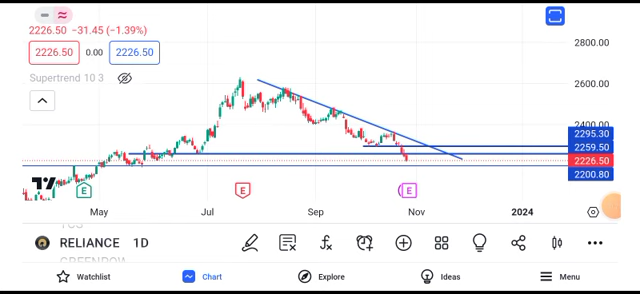 2226.50 −31.45 (−1.39%)
2226.50 0.00 2226.50
Supertrend 10 3
2800.00
2600.00
2400.00
2295.30
2259.50
2226.50
2200.80
E E E
May Jul Sep Nov 2024
RELIANCE 1D
Watchlist Chart Explore Ideas Menu